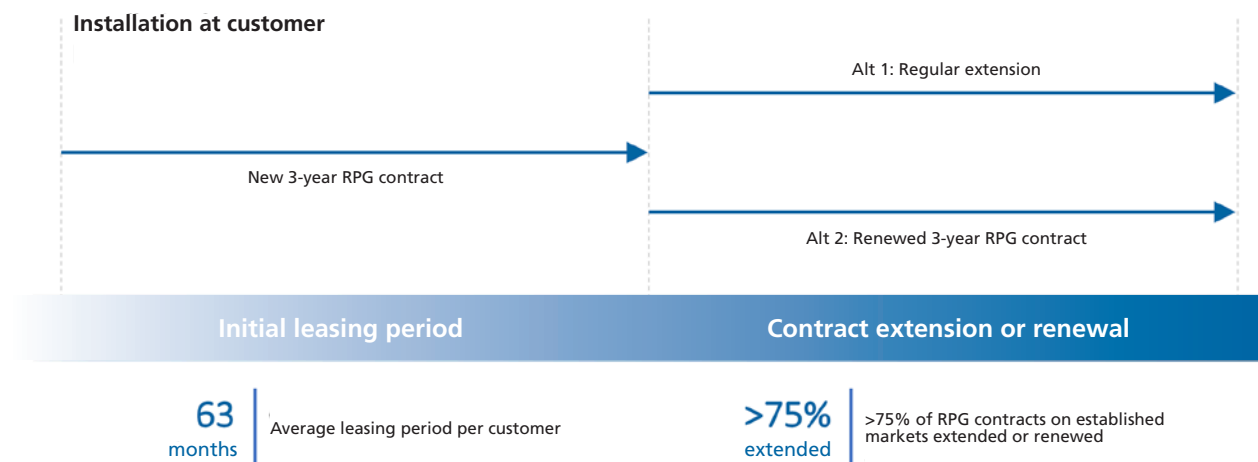 Installation at customer
Alt 1: Regular extension
New 3-year RPG contract
Alt 2: Renewed 3-year RPG contract
Initial leasing period
Contract extension or renewal
63
months
Average leasing period per customer
>75%
extended
>75% of RPG contracts on established
markets extended or renewed